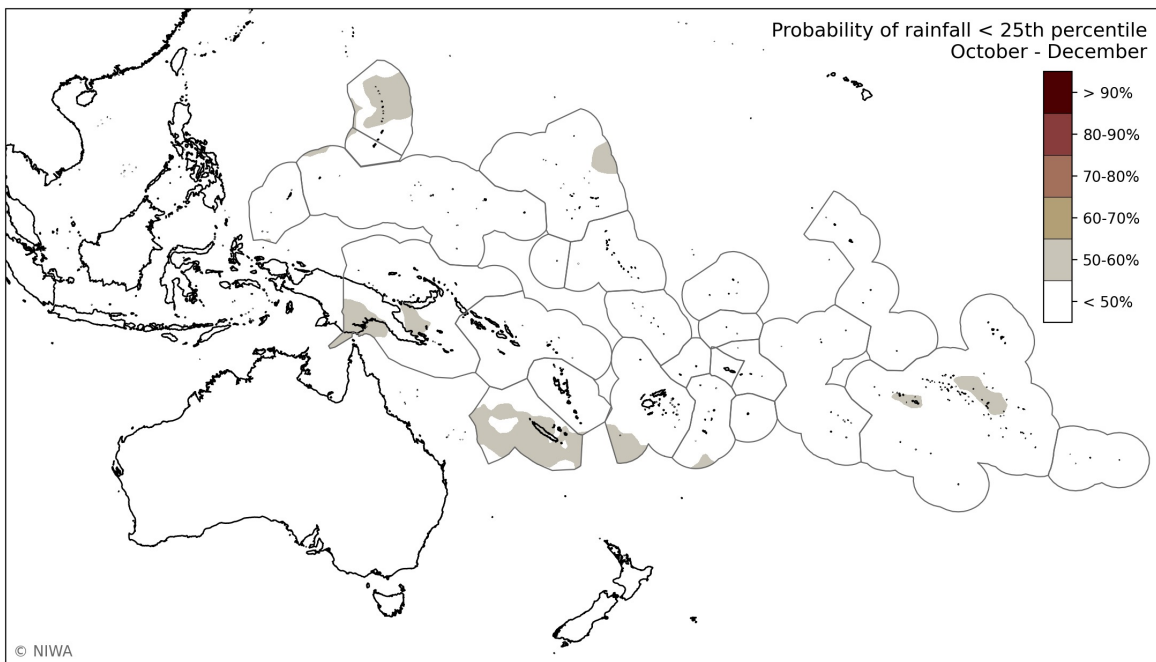 Probability of rainfall < 25th percentile
October - December
> 90%
80-90%
70-80%
60-70%
50-60%
< 50%
© NIWA